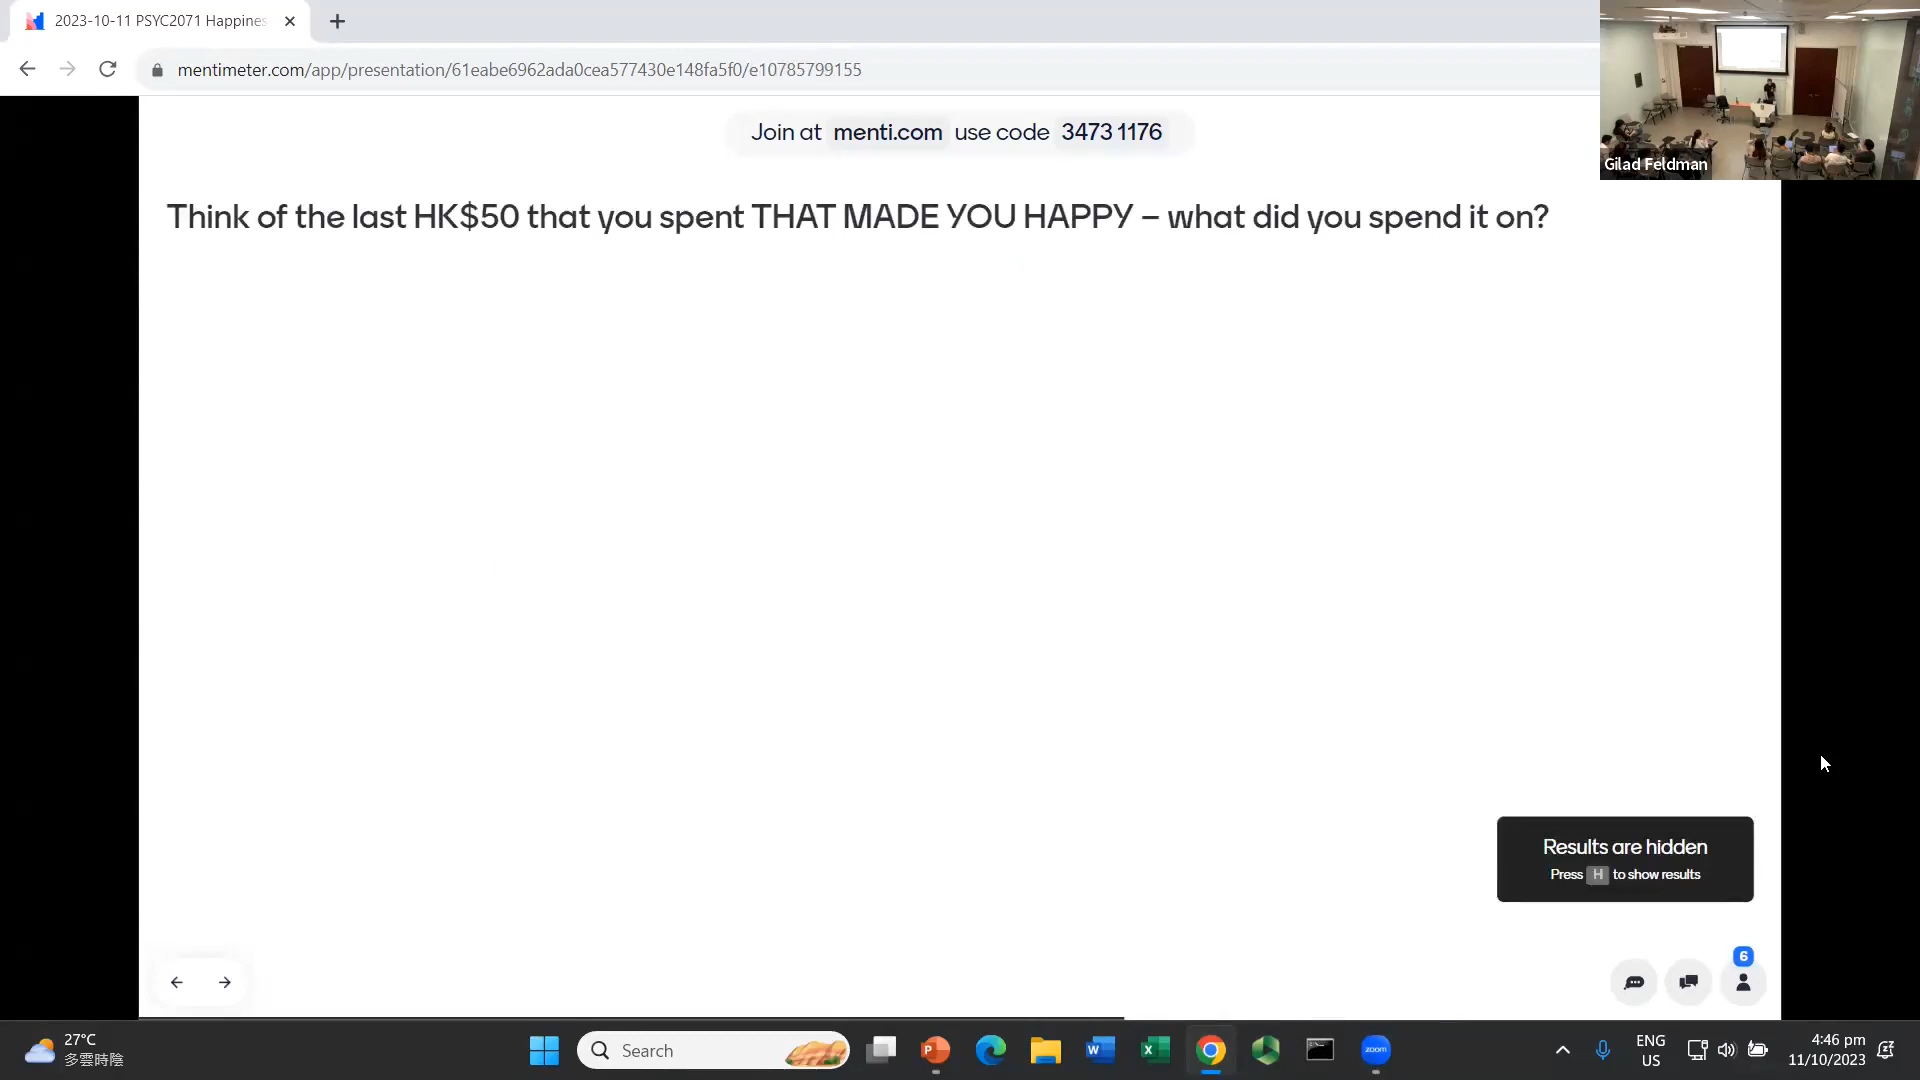 2023-10-11 PSYC2071 Happines
mentimeter.com/app/presentation/61eabe6962ada0cea577430e148fa5f0/e10785799155
Gilad Feldman
Join at menti.com use code 3473 1176
Think of the last HK$50 that you spent THAT MADE YOU HAPPY – what did you spend it on?
Results are hidden
Press H to show results
6
27°C
多雲時陰
Search
zoom
ENG
US
4:46 pm
11/10/2023